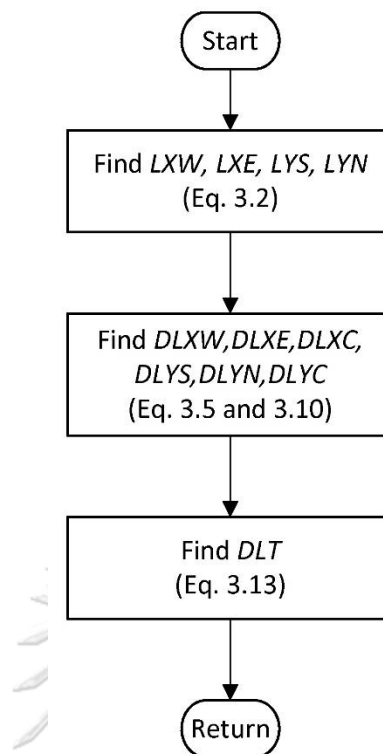 Start
Find LXW, LXE, LYS, LYN
(Eq. 3.2)
Find DLXW,DLXE,DLXC,
DLYS,DLYN,DLYC
(Eq. 3.5 and 3.10)
Find DLT
(Eq. 3.13)
Return